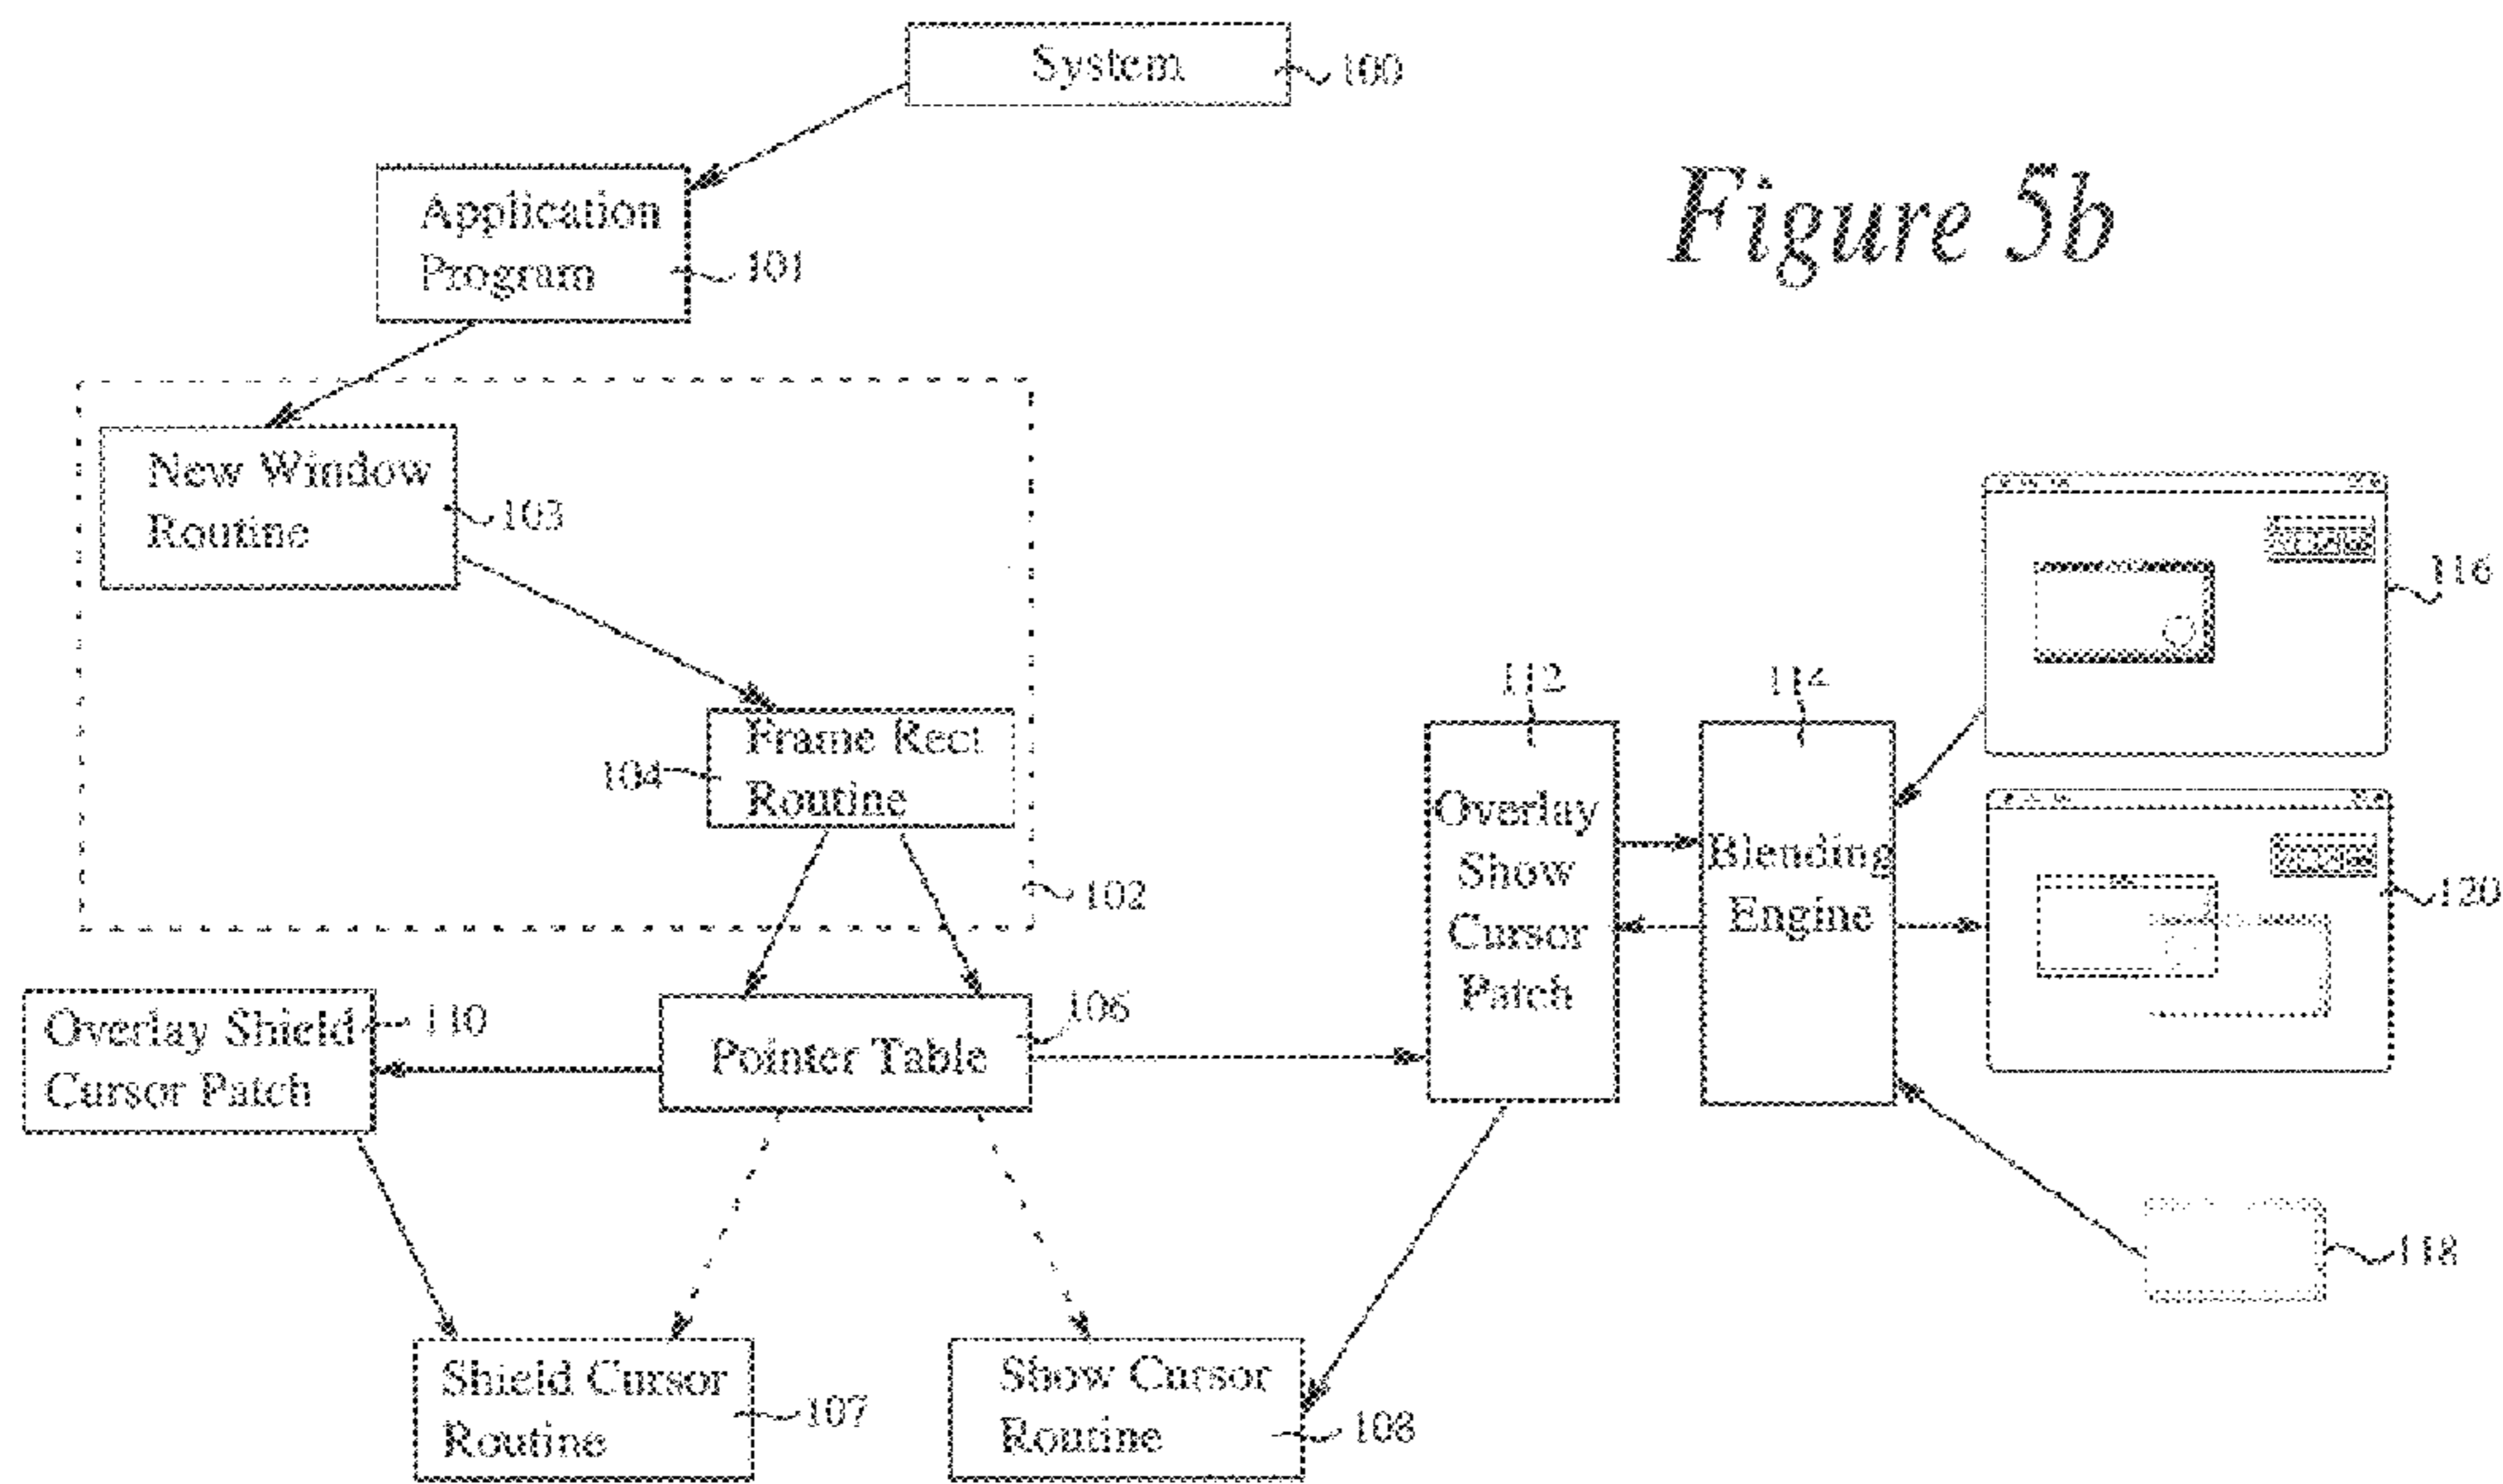 System
100
Figure 5b
Application
Program
101
New Window
Routine
103
116
112
114
Frame Rect
Routine
104
Overlay
Show
Cursor
Patch
Blending
Engine
102
120
Overlay Shield
Cursor Patch
110
106
Pointer Table
118
Shield Cursor
Routine
107
Show Cursor
Routine
108